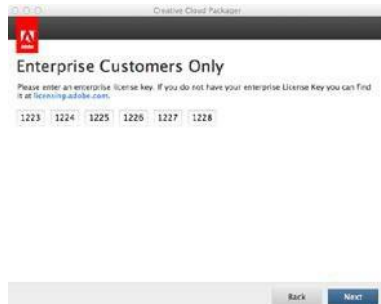 Creative Cloud Packager
Enterprise Customers Only
Please enter an enterprise license key. If you do not have your enterprise License Key you can find
it at licensing.adobe.com.
1223 1224 1225 1226 1227 1228
Back Next